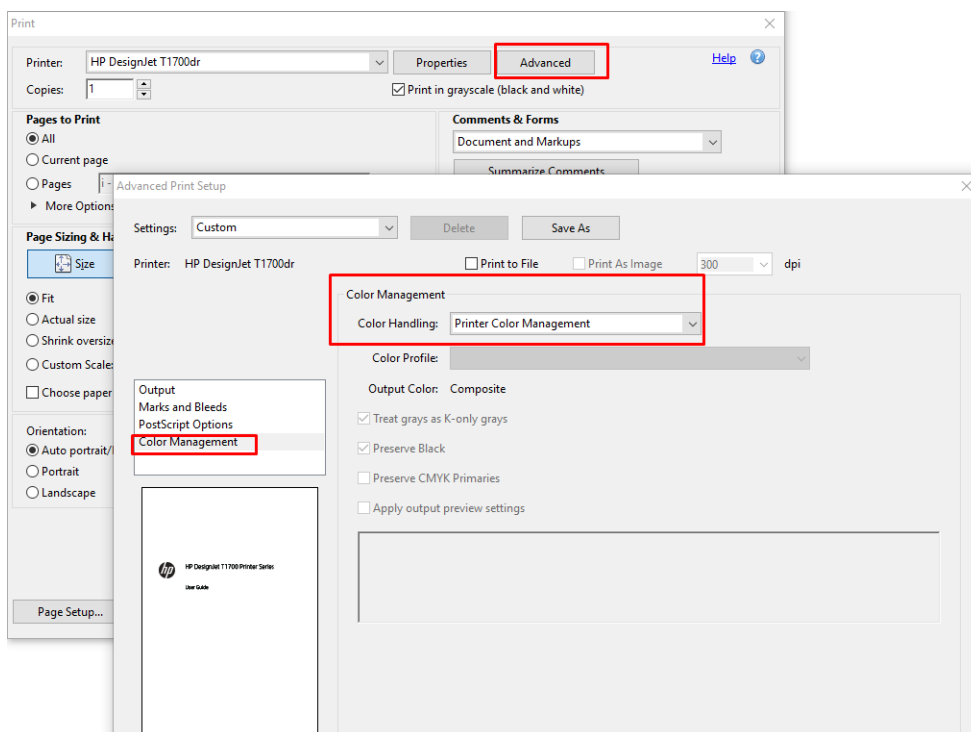 Print
Printer: HP DesignJet T1700dr Properties Advanced Help ?
Copies: 1 Print in grayscale (black and white)
Pages to Print
All
Current page
Pages i -
More Options
Comments & Forms
Document and Markups
Summarize Comments
Page Sizing & Ha
Size
Fit
Actual size
Shrink oversize
Custom Scale:
Choose paper
Orientation:
Auto portrait/l
Portrait
Landscape
Page Setup...
Advanced Print Setup
Settings: Custom Delete Save As
Printer: HP DesignJet T1700dr Print to File Print As Image 300 dpi
Output
Marks and Bleeds
PostScript Options
Color Management
hp HP DesignJet T1700 Printer Series
User Guide
Color Management
Color Handling: Printer Color Management
Color Profile:
Output Color: Composite
Treat grays as K-only grays
Preserve Black
Preserve CMYK Primaries
Apply output preview settings